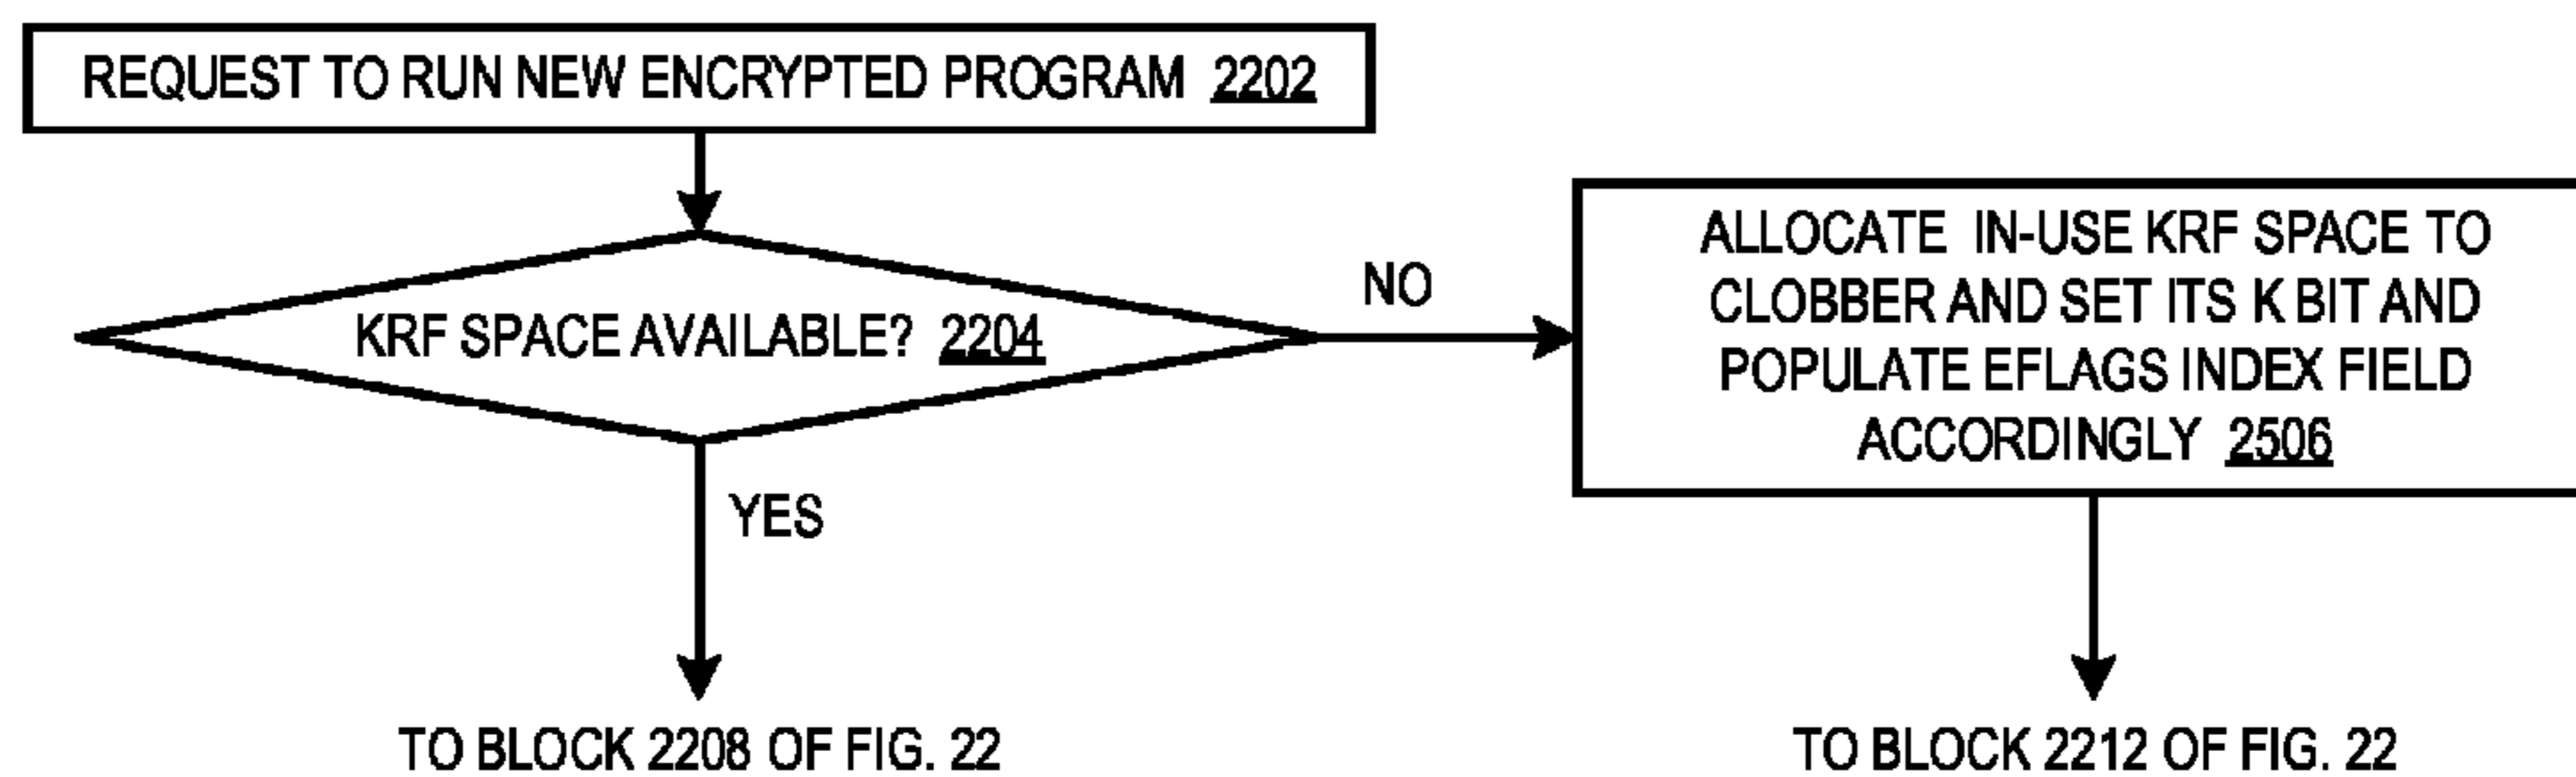 REQUEST TO RUN NEW ENCRYPTED PROGRAM 2202
KRF SPACE AVAILABLE? 2204
NO
ALLOCATE IN-USE KRF SPACE TO
CLOBBER AND SET ITS K BIT AND
POPULATE EFLAGS INDEX FIELD
ACCORDINGLY 2506
YES
TO BLOCK 2208 OF FIG. 22
TO BLOCK 2212 OF FIG. 22